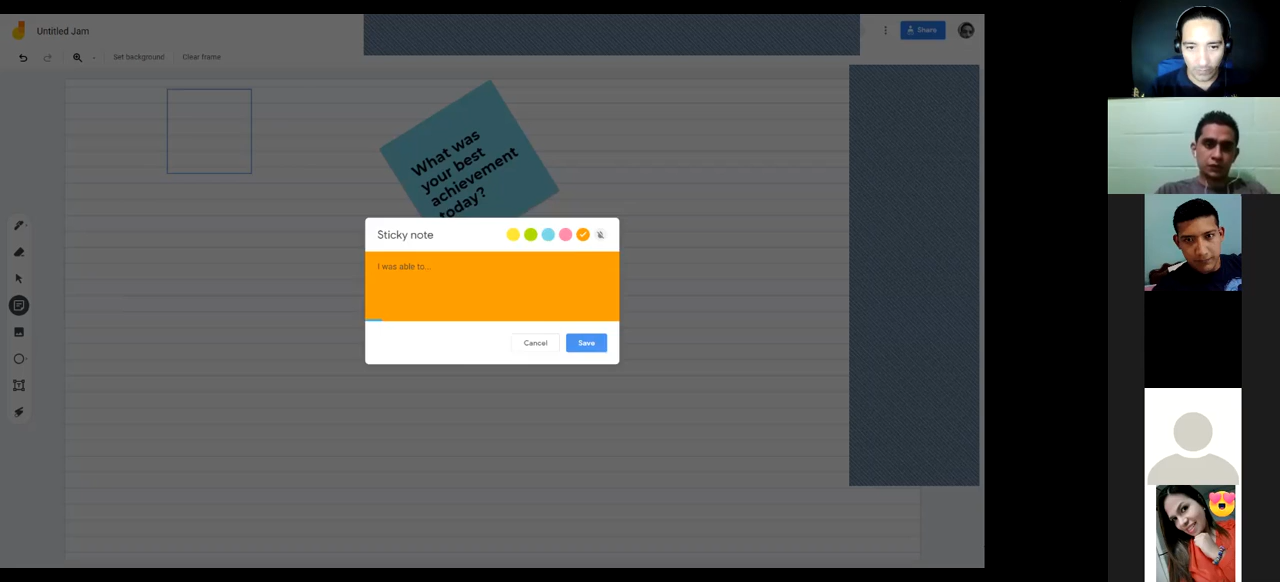 Untitled Jam
Share
Set background
Clear frame
What was
your best
achievement
today?
Sticky note
I was able to...
Cancel
Save